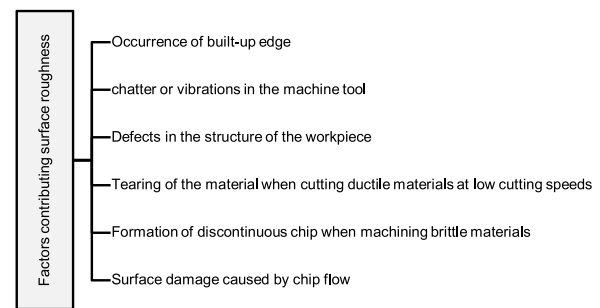 Factors contributing surface roughness
Occurrence of built-up edge
chatter or vibrations in the machine tool
Defects in the structure of the workpiece
Tearing of the material when cutting ductile materials at low cutting speeds
Formation of discontinuous chip when machining brittle materials
Surface damage caused by chip flow